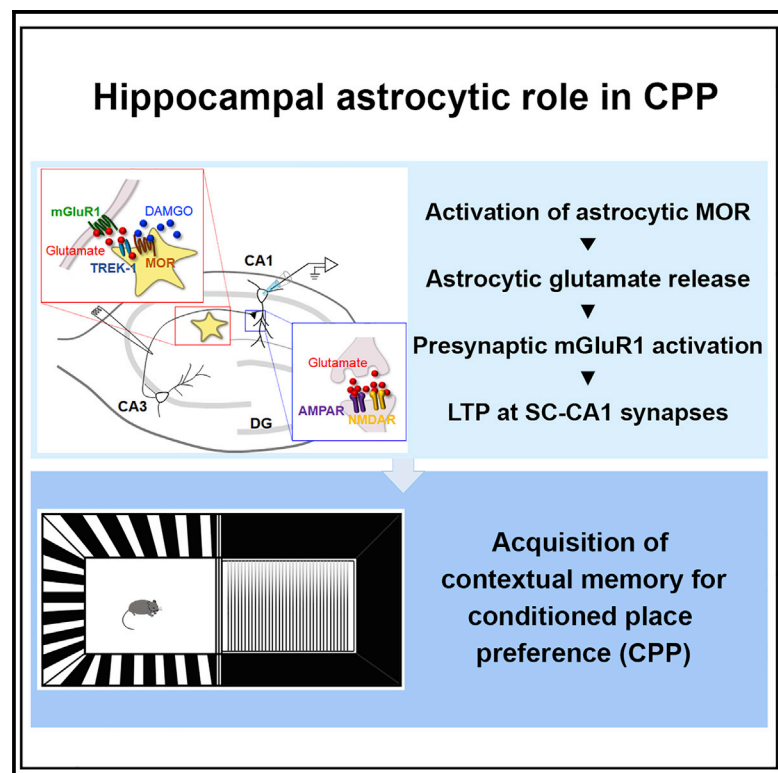 Hippocampal astrocytic role in CPP
mGluR1
DAMGO
Glutamate
TREK-1
MOR
CA1
CA3
DG
Glutamate
AMPAR
NMDAR
Activation of astrocytic MOR
▼
Astrocytic glutamate release
▼
Presynaptic mGluR1 activation
▼
LTP at SC-CA1 synapses
Acquisition of
contextual memory for
conditioned place
preference (CPP)